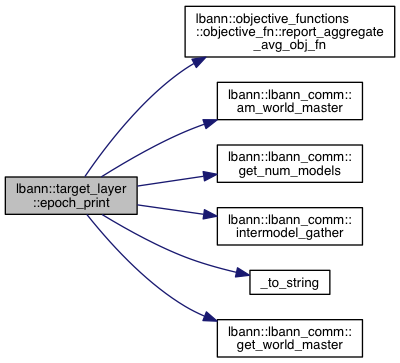 lbann::objective_functions
::objective_fn::report_aggregate
_avg_obj_fn
lbann::lbann_comm::
am_world_master
lbann::lbann_comm::
get_num_models
lbann::target_layer
::epoch_print
lbann::lbann_comm::
intermodel_gather
_to_string
lbann::lbann_comm::
get_world_master